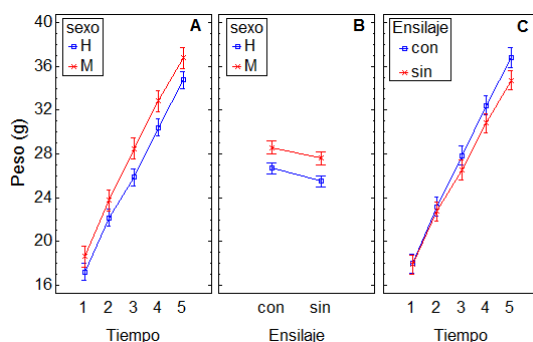 Peso (g)
40
36
32
28
24
20
16
sexo
H
M
A
1 2 3 4 5
Tiempo
sexo
H
M
B
con sin
Ensilaje
Ensilaje
con
sin
C
1 2 3 4 5
Tiempo